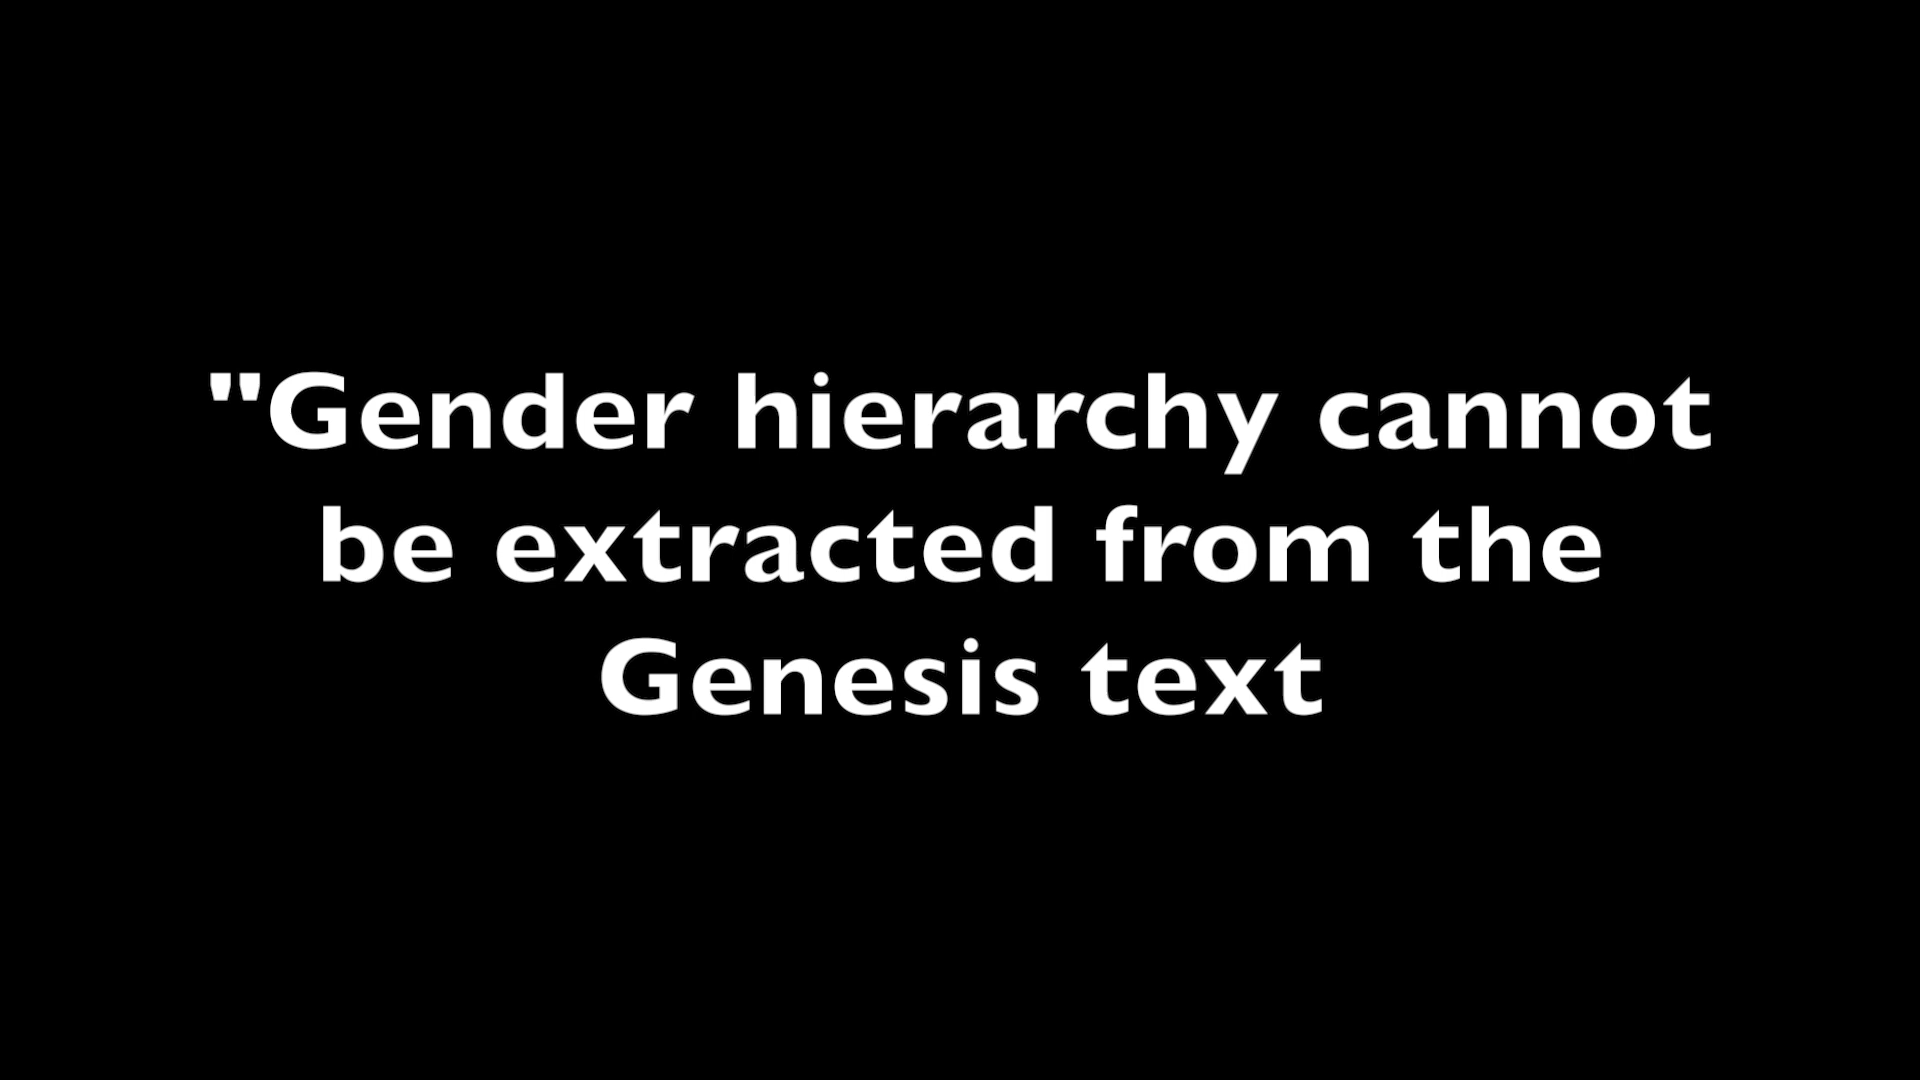 "Gender hierarchy cannot
be extracted from the
Genesis text